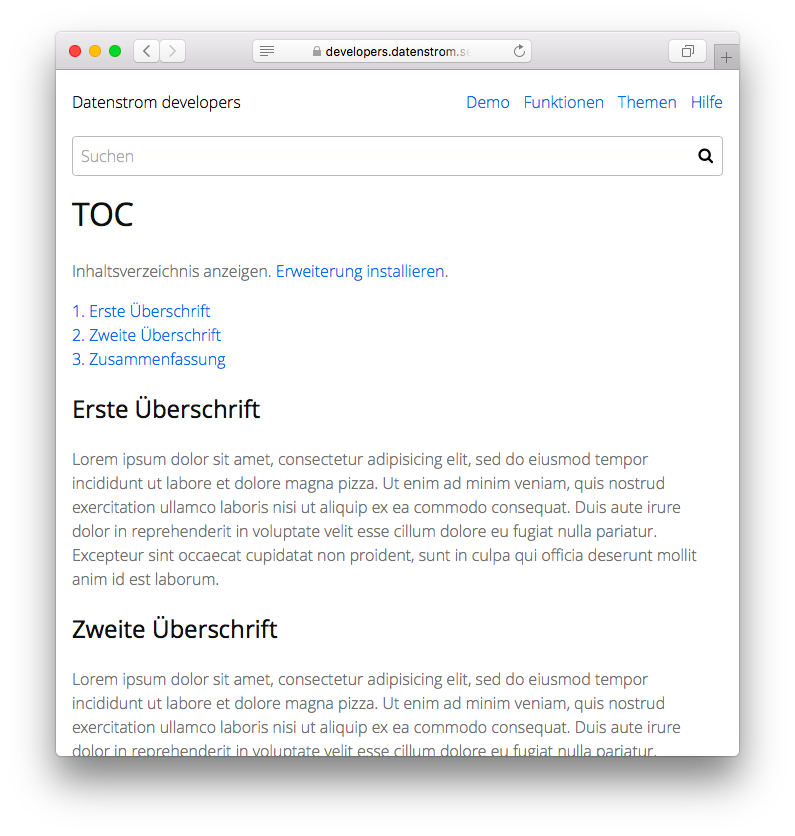 developers.datenstrom.se
Datenstrom developers
Demo Funktionen Themen Hilfe
Suchen
TOC
Inhaltsverzeichnis anzeigen. Erweiterung installieren.
1. Erste Überschrift
2. Zweite Überschrift
3. Zusammenfassung
Erste Überschrift
Lorem ipsum dolor sit amet, consectetur adipisicing elit, sed do eiusmod tempor
incididunt ut labore et dolore magna pizza. Ut enim ad minim veniam, quis nostrud
exercitation ullamco laboris nisi ut aliquip ex ea commodo consequat. Duis aute irure
dolor in reprehenderit in voluptate velit esse cillum dolore eu fugiat nulla pariatur.
Excepteur sint occaecat cupidatat non proident, sunt in culpa qui officia deserunt mollit
anim id est laborum.
Zweite Überschrift
Lorem ipsum dolor sit amet, consectetur adipisicing elit, sed do eiusmod tempor
incididunt ut labore et dolore magna pizza. Ut enim ad minim veniam, quis nostrud
exercitation ullamco laboris nisi ut aliquip ex ea commodo consequat. Duis aute irure
dolor in reprehenderit in voluptate velit esse cillum dolore eu fugiat nulla pariatur.